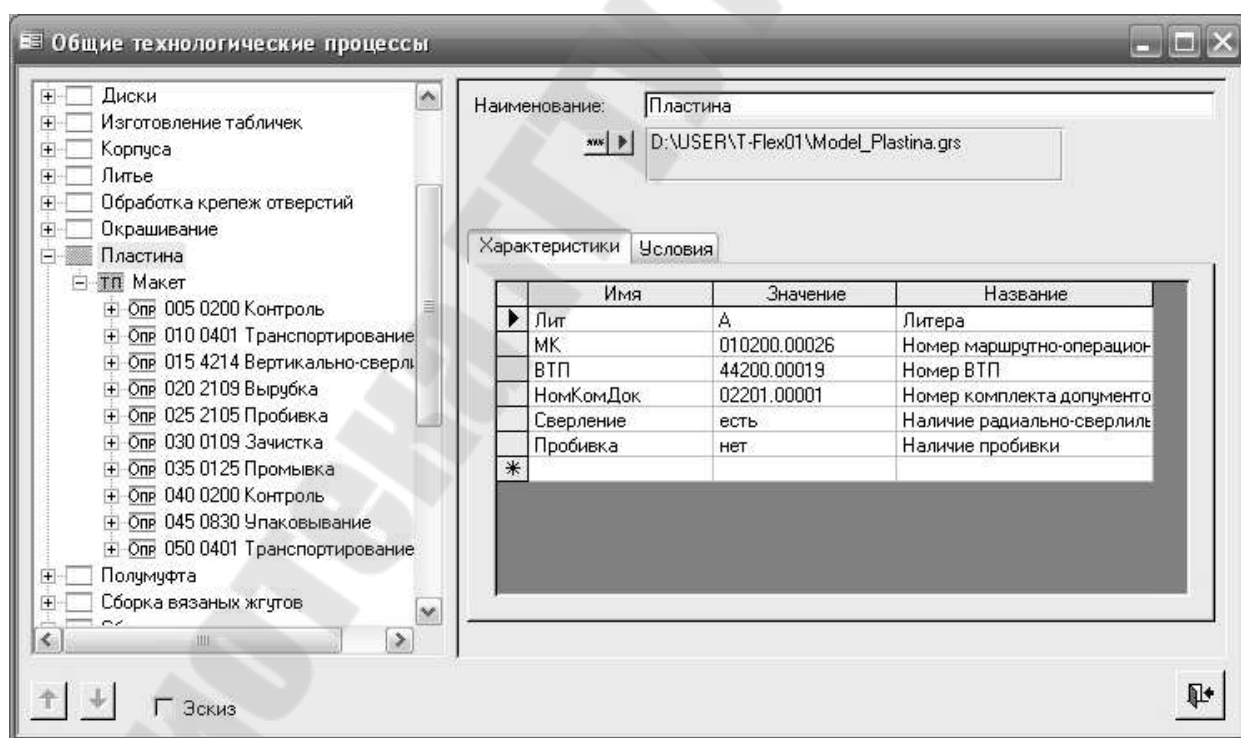 Общие технологические процессы
Диски
Изготовление табличек
Корпуса
Литье
Обработка крепеж отверстий
Окрашивание
Пластина
ТП Макет
Опр 005 0200 Контроль
Опр 010 0401 Транспортирование
Опр 015 4214 Вертикально-сверл
Опр 020 2109 Вырубка
Опр 025 2105 Пробивка
Опр 030 0109 Зачистка
Опр 035 0125 Промывка
Опр 040 0200 Контроль
Опр 045 0830 Упаковывание
Опр 050 0401 Транспортирование
Полумуфта
Сборка вязаных жгутов
Эскиз
Наименование: Пластина
D:\USER\T-Flex01\Model_Plastina.grs
Характеристики Условия
Имя Значение Название
Лит А Литера
МК 010200.00026 Номер маршрутно-операцион
ВТП 44200.00019 Номер ВТП
НомКомДок 02201.00001 Номер комплекта документо
Сверление есть Наличие радиально-сверлиль
Пробивка нет Наличие пробивки